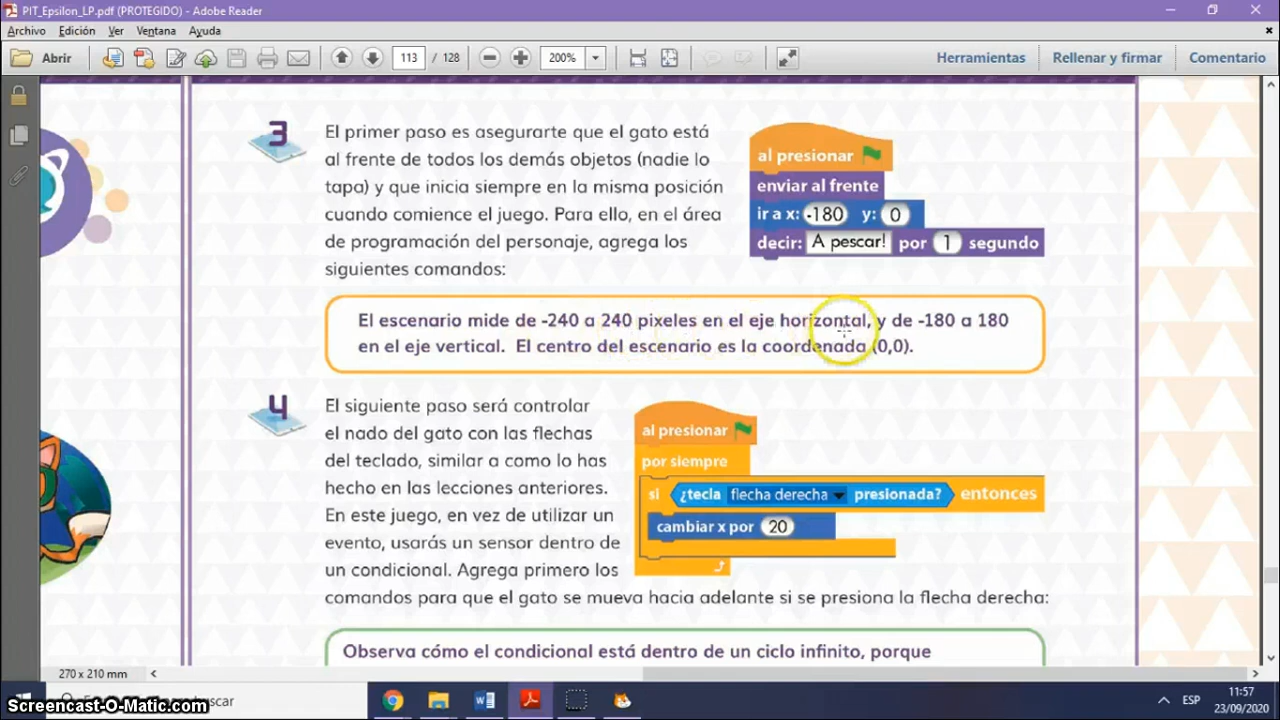 PIT_Epsilon_LP.pdf (PROTEGIDO) - Adobe Reader
Archivo Edición Ver Ventana Ayuda
Abrir 113 / 128 200% Herramientas Rellenar y firmar Comentario
3
El primer paso es asegurarte que el gato está
al frente de todos los demás objetos (nadie lo
tapa) y que inicia siempre en la misma posición
cuando comience el juego. Para ello, en el área
de programación del personaje, agrega los
siguientes comandos:
al presionar
enviar al frente
ir a x: -180 y: 0
decir: A pescar! por 1 segundo
El escenario mide de -240 a 240 pixeles en el eje horizontal, y de -180 a 180
en el eje vertical. El centro del escenario es la coordenada (0,0).
4
El siguiente paso será controlar
el nado del gato con las flechas
del teclado, similar a como lo has
hecho en las lecciones anteriores.
En este juego, en vez de utilizar un
evento, usarás un sensor dentro de
un condicional. Agrega primero los
comandos para que el gato se mueva hacia adelante si se presiona la flecha derecha:
al presionar
por siempre
si ¿tecla flecha derecha presionada? entonces
cambiar x por 20
Observa cómo el condicional está dentro de un ciclo infinito, porque
270 x 210 mm
Screencast-O-Matic.com
ESP
11:57
23/09/2020